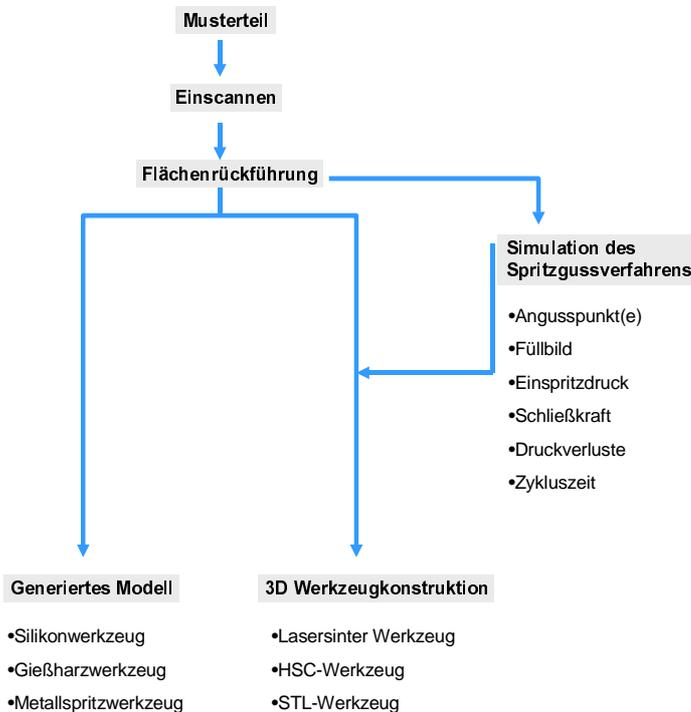 Musterteil
Einscannen
Flächenrückführung
Simulation des
Spritzgussverfahrens
•Angusspunkt(e)
•Füllbild
•Einspritzdruck
•Schließkraft
•Druckverluste
•Zykluszeit
Generiertes Modell
•Silikonwerkzeug
•Gießharzwerkzeug
•Metallspritzwerkzeug
3D Werkzeugkonstruktion
•Lasersinter Werkzeug
•HSC-Werkzeug
•STL-Werkzeug